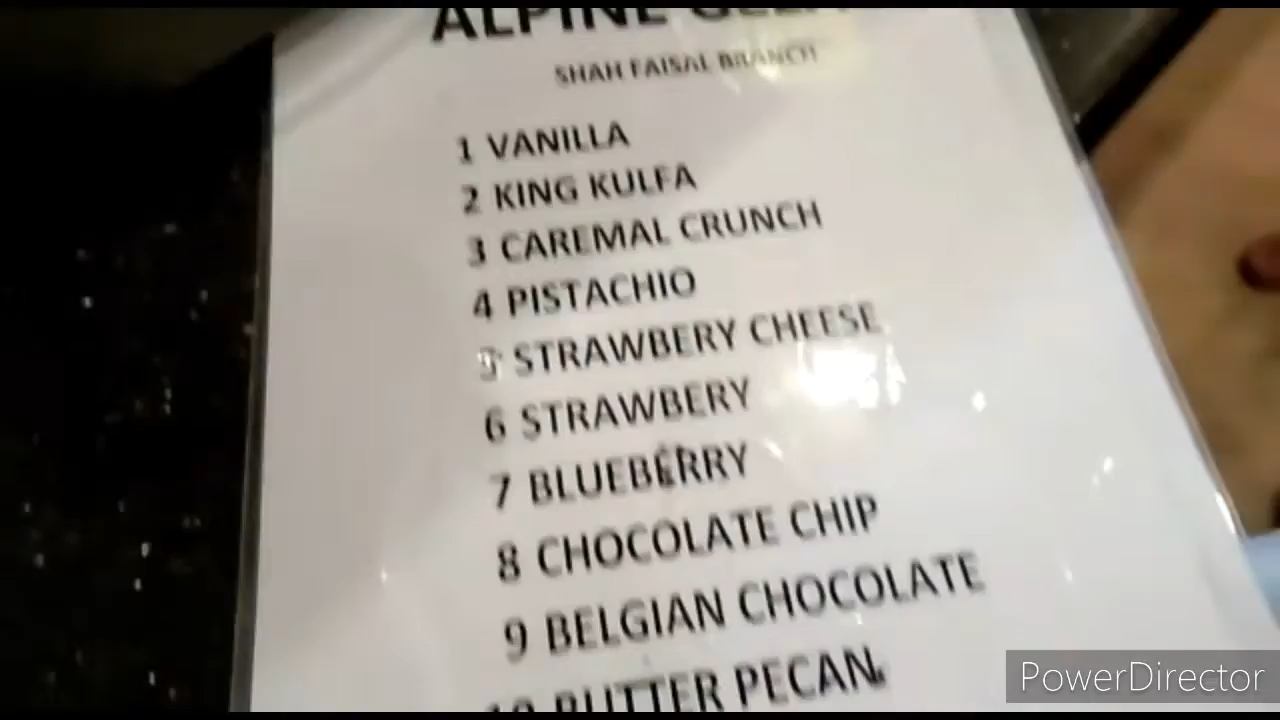 ALPINE
SHAH FAISAL BRANCH
1 VANILLA
2 KING KULFA
3 CAREMAL CRUNCH
4 PISTACHIO
5 STRAWBERY CHEESE
6 STRAWBERY
7 BLUEBERRY
8 CHOCOLATE CHIP
9 BELGIAN CHOCOLATE
10 BUTTER PECAN
PowerDirector